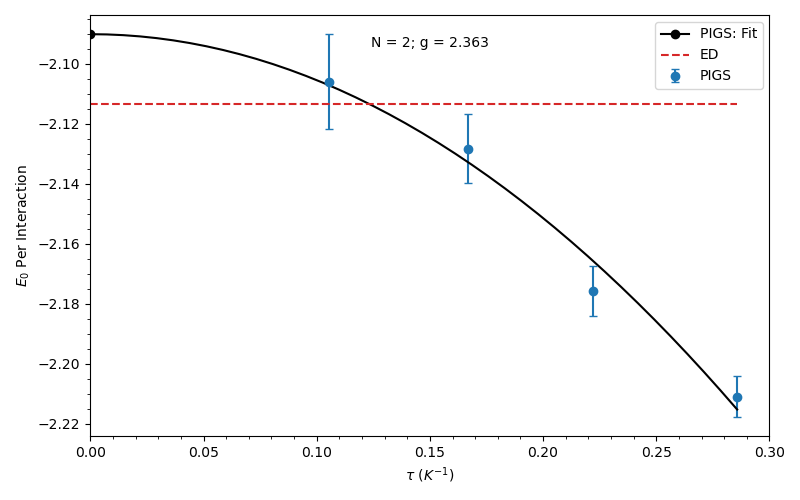 N = 2; g = 2.363
PIGS: Fit
ED
PIGS
E₀ Per Interaction
−2.10
−2.12
−2.14
−2.16
−2.18
−2.20
−2.22
0.00 0.05 0.10 0.15 0.20 0.25 0.30
τ (K⁻¹)